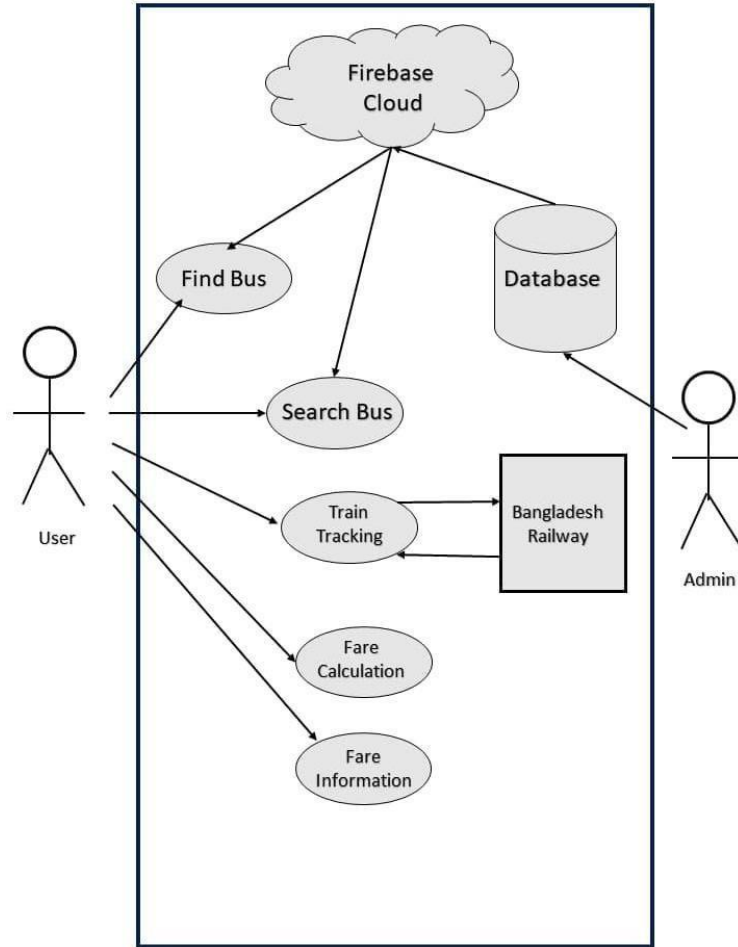 Firebase
Cloud
Find Bus
Database
Search Bus
User
Train
Tracking
Bangladesh
Railway
Admin
Fare
Calculation
Fare
Information